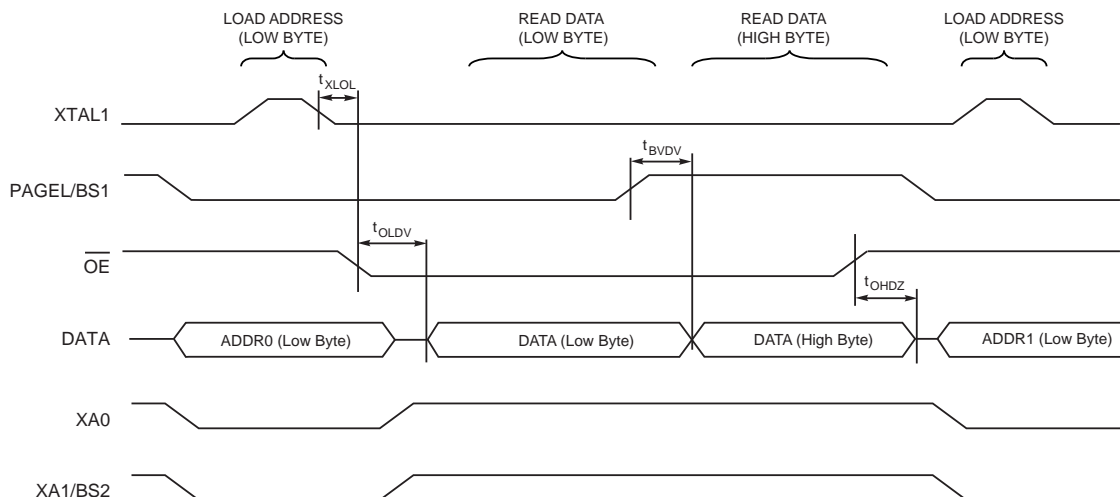 LOAD ADDRESS
(LOW BYTE)
READ DATA
(LOW BYTE)
READ DATA
(HIGH BYTE)
LOAD ADDRESS
(LOW BYTE)
tXLOL
XTAL1
tBVDV
PAGEL/BS1
tOLDV
OE
tOHDZ
DATA
ADDR0 (Low Byte)
DATA (Low Byte)
DATA (High Byte)
ADDR1 (Low Byte)
XA0
XA1/BS2